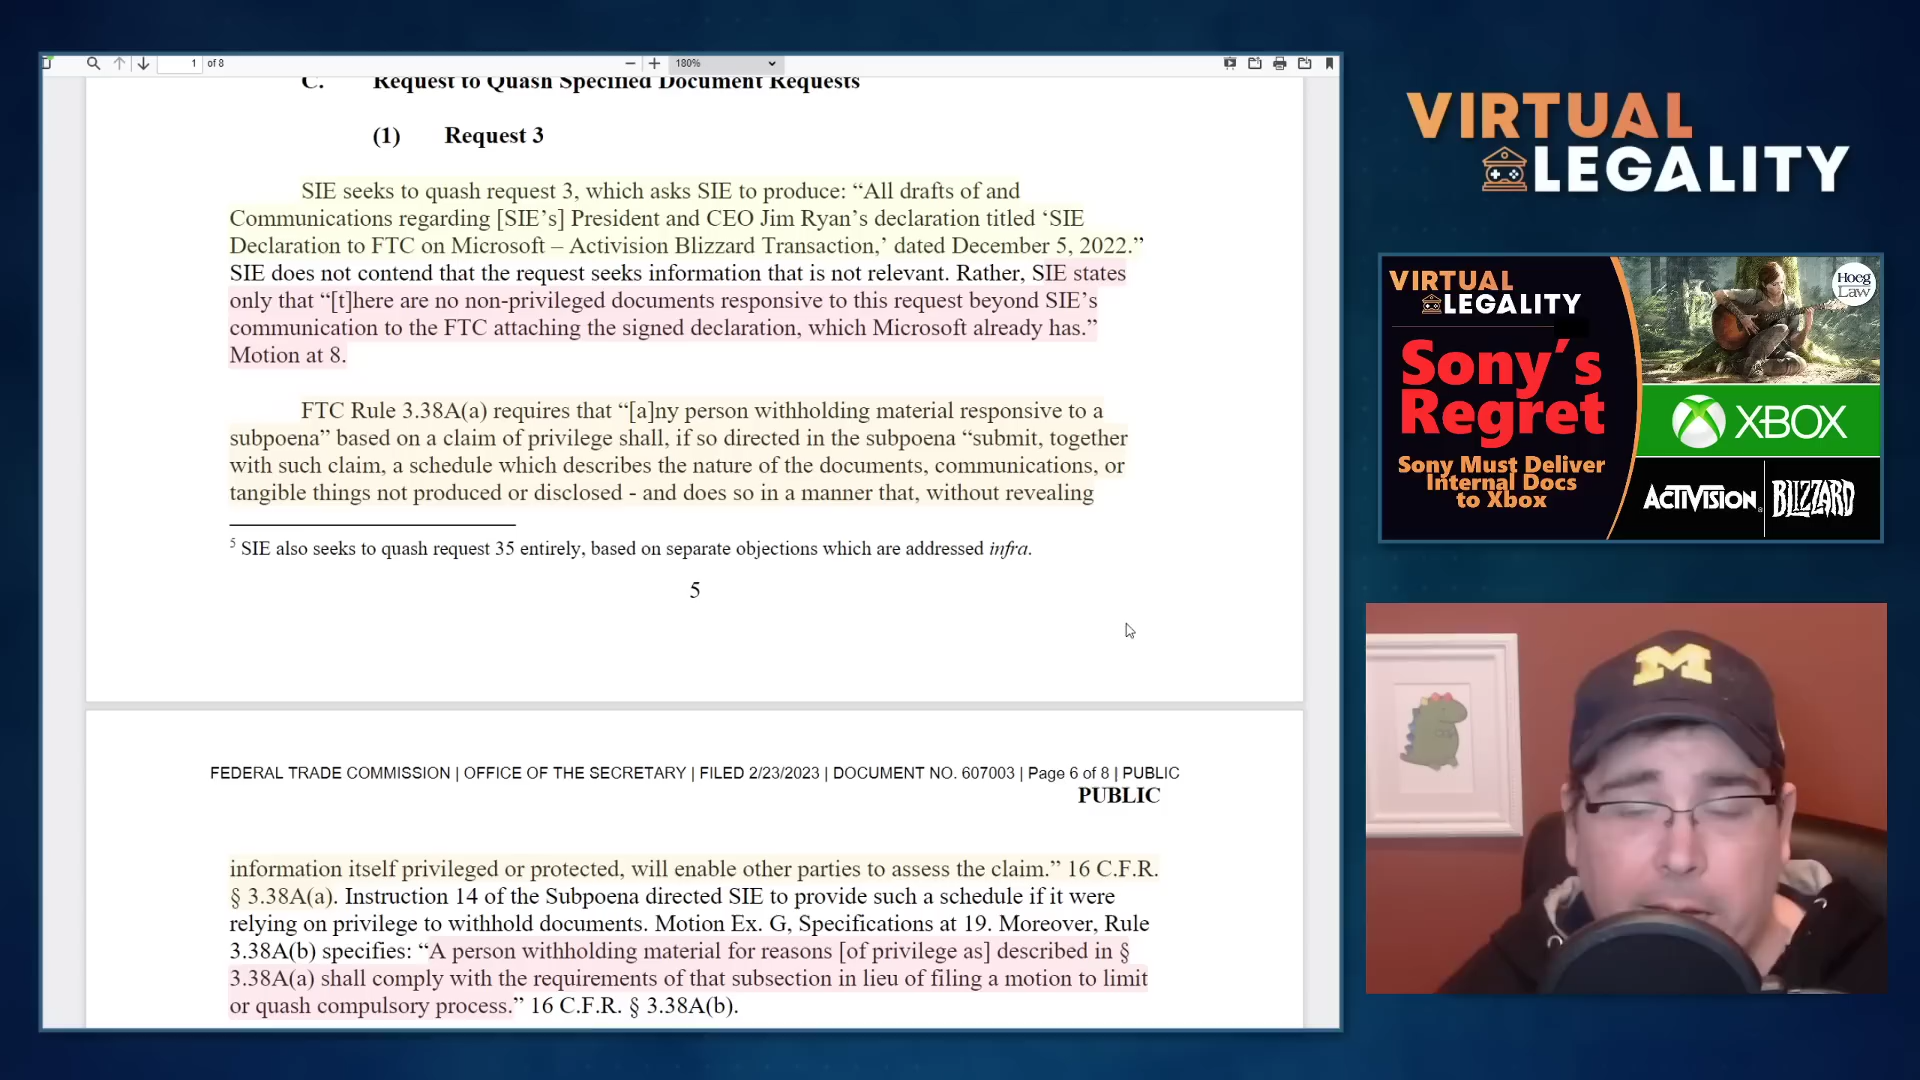 1 of 8
180%
C. Request to Quash Specified Document Requests
(1) Request 3
SIE seeks to quash request 3, which asks SIE to produce: “All drafts of and
Communications regarding [SIE’s] President and CEO Jim Ryan’s declaration titled ‘SIE
Declaration to FTC on Microsoft – Activision Blizzard Transaction,’ dated December 5, 2022.”
SIE does not contend that the request seeks information that is not relevant. Rather, SIE states
only that “[t]here are no non-privileged documents responsive to this request beyond SIE’s
communication to the FTC attaching the signed declaration, which Microsoft already has.”
Motion at 8.
FTC Rule 3.38A(a) requires that “[a]ny person withholding material responsive to a
subpoena” based on a claim of privilege shall, if so directed in the subpoena “submit, together
with such claim, a schedule which describes the nature of the documents, communications, or
tangible things not produced or disclosed - and does so in a manner that, without revealing
5 SIE also seeks to quash request 35 entirely, based on separate objections which are addressed infra.
5
FEDERAL TRADE COMMISSION | OFFICE OF THE SECRETARY | FILED 2/23/2023 | DOCUMENT NO. 607003 | Page 6 of 8 | PUBLIC
PUBLIC
information itself privileged or protected, will enable other parties to assess the claim.” 16 C.F.R.
§ 3.38A(a). Instruction 14 of the Subpoena directed SIE to provide such a schedule if it were
relying on privilege to withhold documents. Motion Ex. G, Specifications at 19. Moreover, Rule
3.38A(b) specifies: “A person withholding material for reasons [of privilege as] described in §
3.38A(a) shall comply with the requirements of that subsection in lieu of filing a motion to limit
or quash compulsory process.” 16 C.F.R. § 3.38A(b).
VIRTUAL
LEGALITY
VIRTUAL
LEGALITY
Hoeg
Law
Sony’s
Regret
Sony Must Deliver
Internal Docs
to Xbox
XBOX
ACTIVISION
BLIZZARD
M